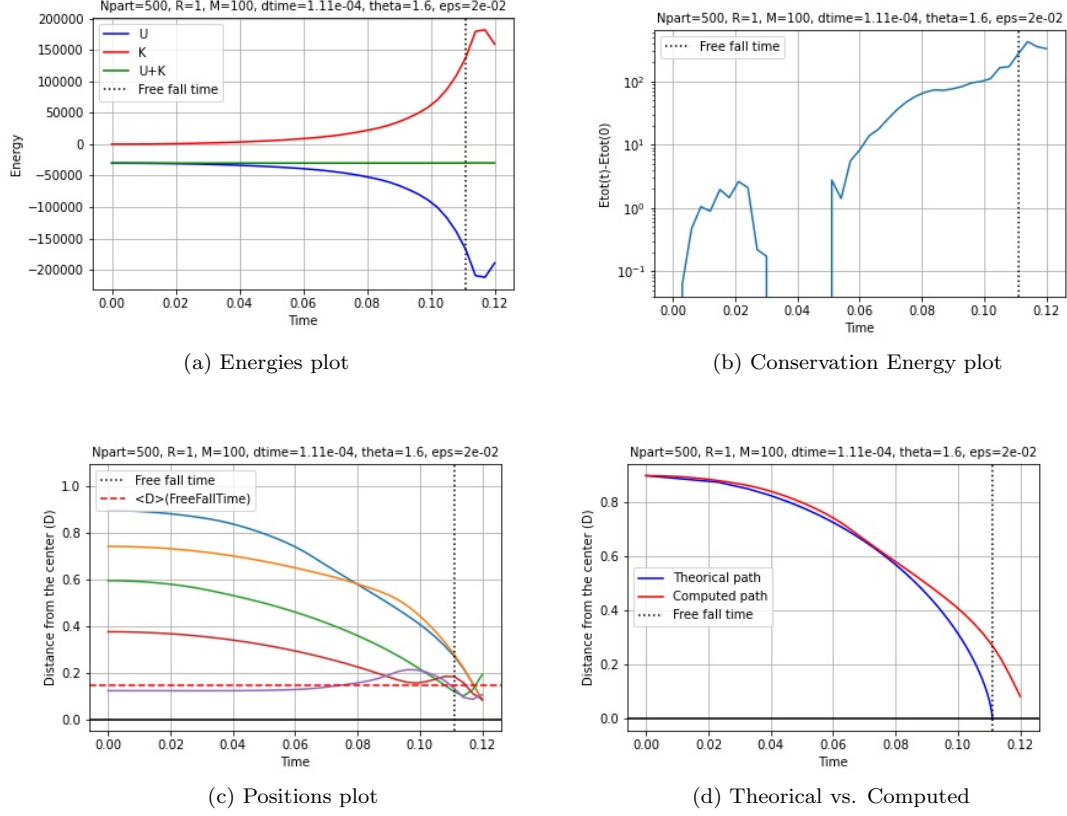 Npart=500, R=1, M=100, dtime=1.11e-04, theta=1.6, eps=2e-02
200000
150000
100000
50000
0
−50000
−100000
−150000
−200000
Energy
U
K
U+K
Free fall time
0.00 0.02 0.04 0.06 0.08 0.10 0.12
Time
(a) Energies plot
Npart=500, R=1, M=100, dtime=1.11e-04, theta=1.6, eps=2e-02
Free fall time
10²
10¹
10⁰
10⁻¹
Etot(t)-Etot(0)
0.00 0.02 0.04 0.06 0.08 0.10 0.12
Time
(b) Conservation Energy plot
Npart=500, R=1, M=100, dtime=1.11e-04, theta=1.6, eps=2e-02
Free fall time
<D>(FreeFallTime)
1.0
0.8
0.6
0.4
0.2
0.0
Distance from the center (D)
0.00 0.02 0.04 0.06 0.08 0.10 0.12
Time
(c) Positions plot
Npart=500, R=1, M=100, dtime=1.11e-04, theta=1.6, eps=2e-02
0.8
0.6
0.4
0.2
0.0
Distance from the center (D)
Theorical path
Computed path
Free fall time
0.00 0.02 0.04 0.06 0.08 0.10 0.12
Time
(d) Theorical vs. Computed